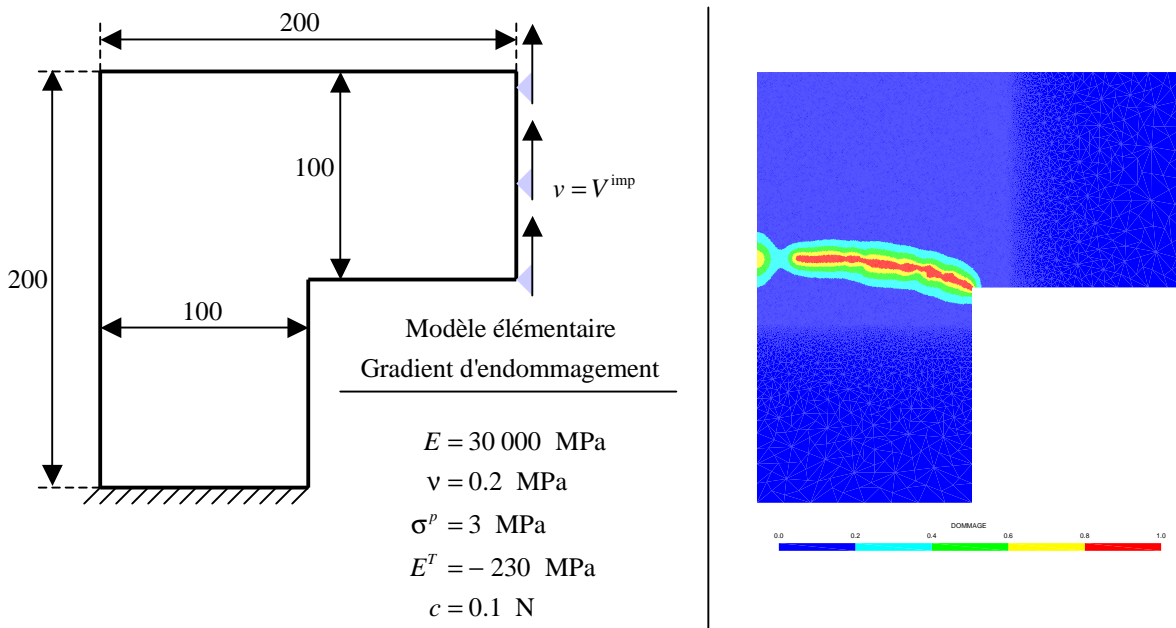 200
200
100
100
v = V^imp
Modèle élémentaire
Gradient d'endommagement
E = 30 000 MPa
ν = 0.2 MPa
σ^p = 3 MPa
E^T = − 230 MPa
c = 0.1 N
DOMMAGE
0.0 0.2 0.4 0.6 0.8 1.0